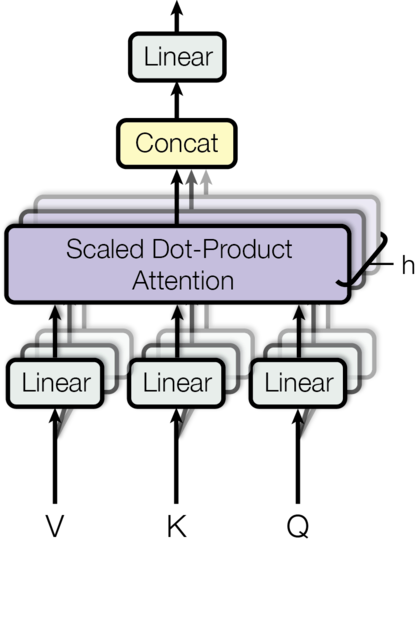 Linear
Concat
Scaled Dot-Product
Attention
h
Linear
Linear
Linear
V
K
Q